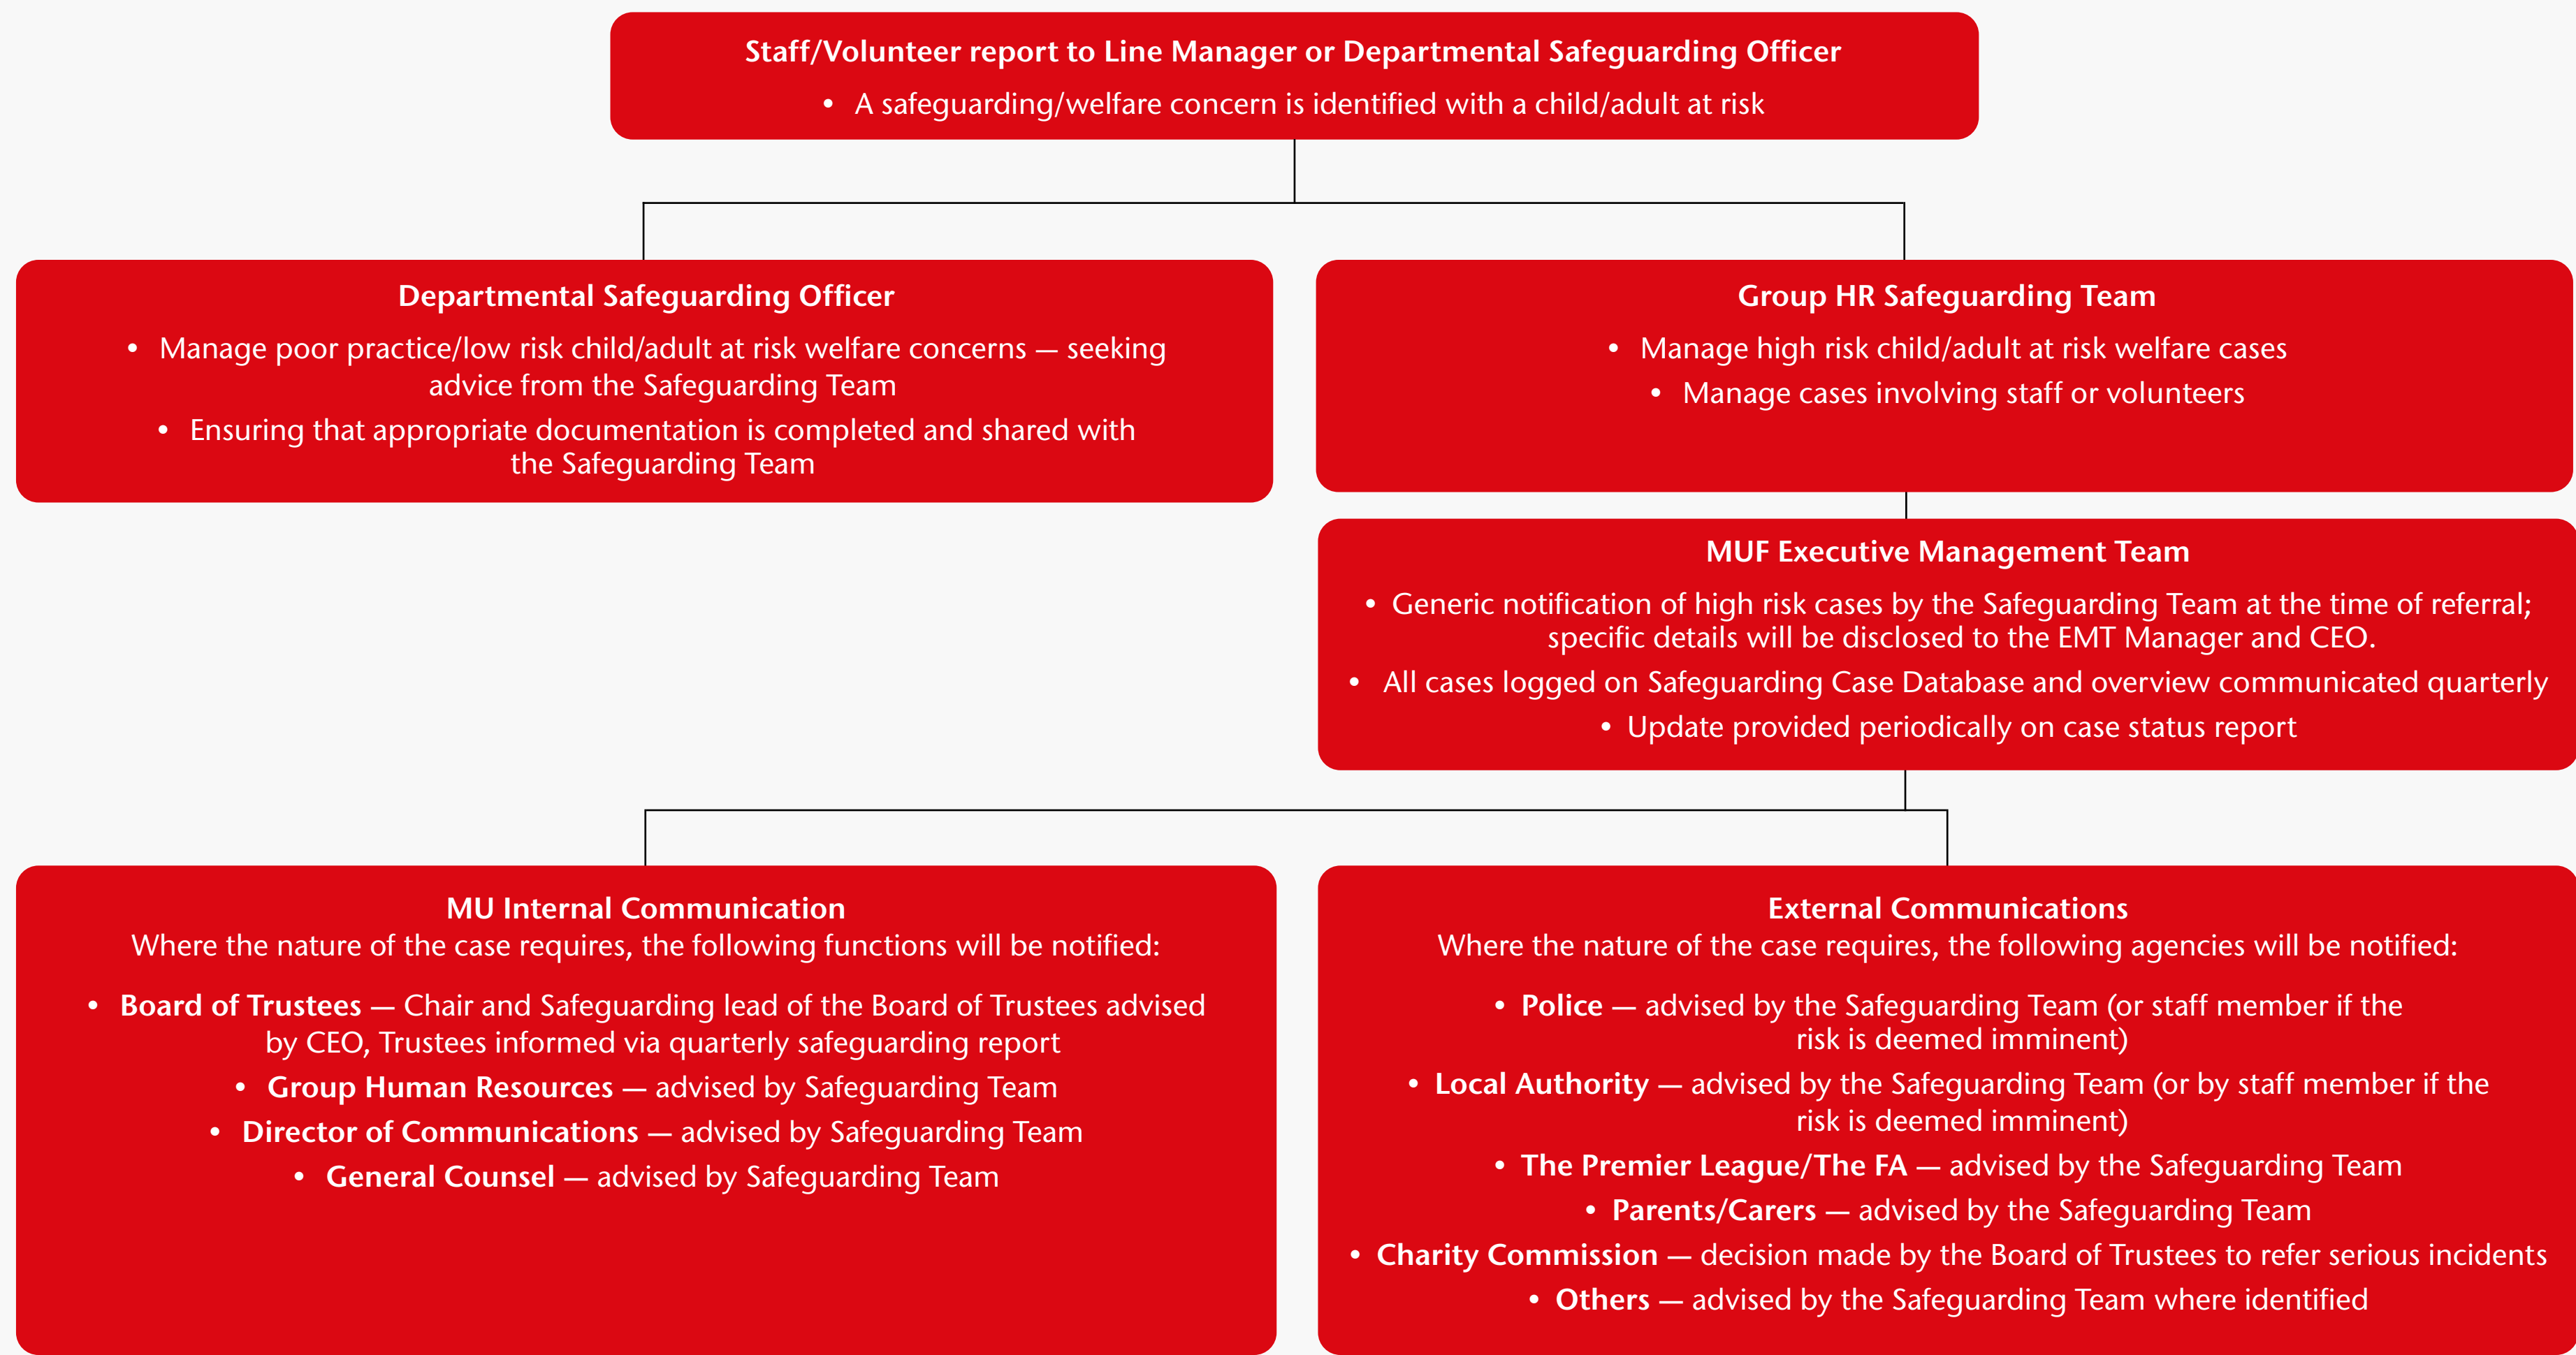 Staff/Volunteer report to Line Manager or Departmental Safeguarding Officer
• A safeguarding/welfare concern is identified with a child/adult at risk
Departmental Safeguarding Officer
• Manage poor practice/low risk child/adult at risk welfare concerns — seeking
advice from the Safeguarding Team
• Ensuring that appropriate documentation is completed and shared with
the Safeguarding Team
Group HR Safeguarding Team
• Manage high risk child/adult at risk welfare cases
• Manage cases involving staff or volunteers
MUF Executive Management Team
• Generic notification of high risk cases by the Safeguarding Team at the time of referral;
specific details will be disclosed to the EMT Manager and CEO.
• All cases logged on Safeguarding Case Database and overview communicated quarterly
• Update provided periodically on case status report
MU Internal Communication
Where the nature of the case requires, the following functions will be notified:
• Board of Trustees — Chair and Safeguarding lead of the Board of Trustees advised
by CEO, Trustees informed via quarterly safeguarding report
• Group Human Resources — advised by Safeguarding Team
• Director of Communications — advised by Safeguarding Team
• General Counsel — advised by Safeguarding Team
External Communications
Where the nature of the case requires, the following agencies will be notified:
• Police — advised by the Safeguarding Team (or staff member if the
risk is deemed imminent)
• Local Authority — advised by the Safeguarding Team (or by staff member if the
risk is deemed imminent)
• The Premier League/The FA — advised by the Safeguarding Team
• Parents/Carers — advised by the Safeguarding Team
• Charity Commission — decision made by the Board of Trustees to refer serious incidents
• Others — advised by the Safeguarding Team where identified